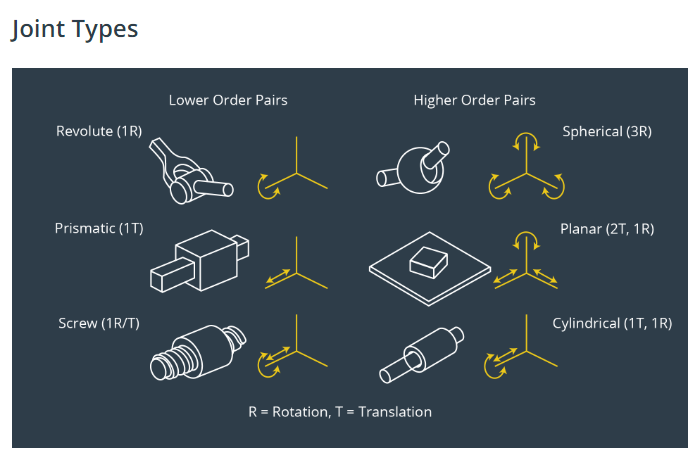 Joint Types
Lower Order Pairs
Higher Order Pairs
Revolute (1R)
Spherical (3R)
Prismatic (1T)
Planar (2T, 1R)
Screw (1R/T)
Cylindrical (1T, 1R)
R = Rotation, T = Translation